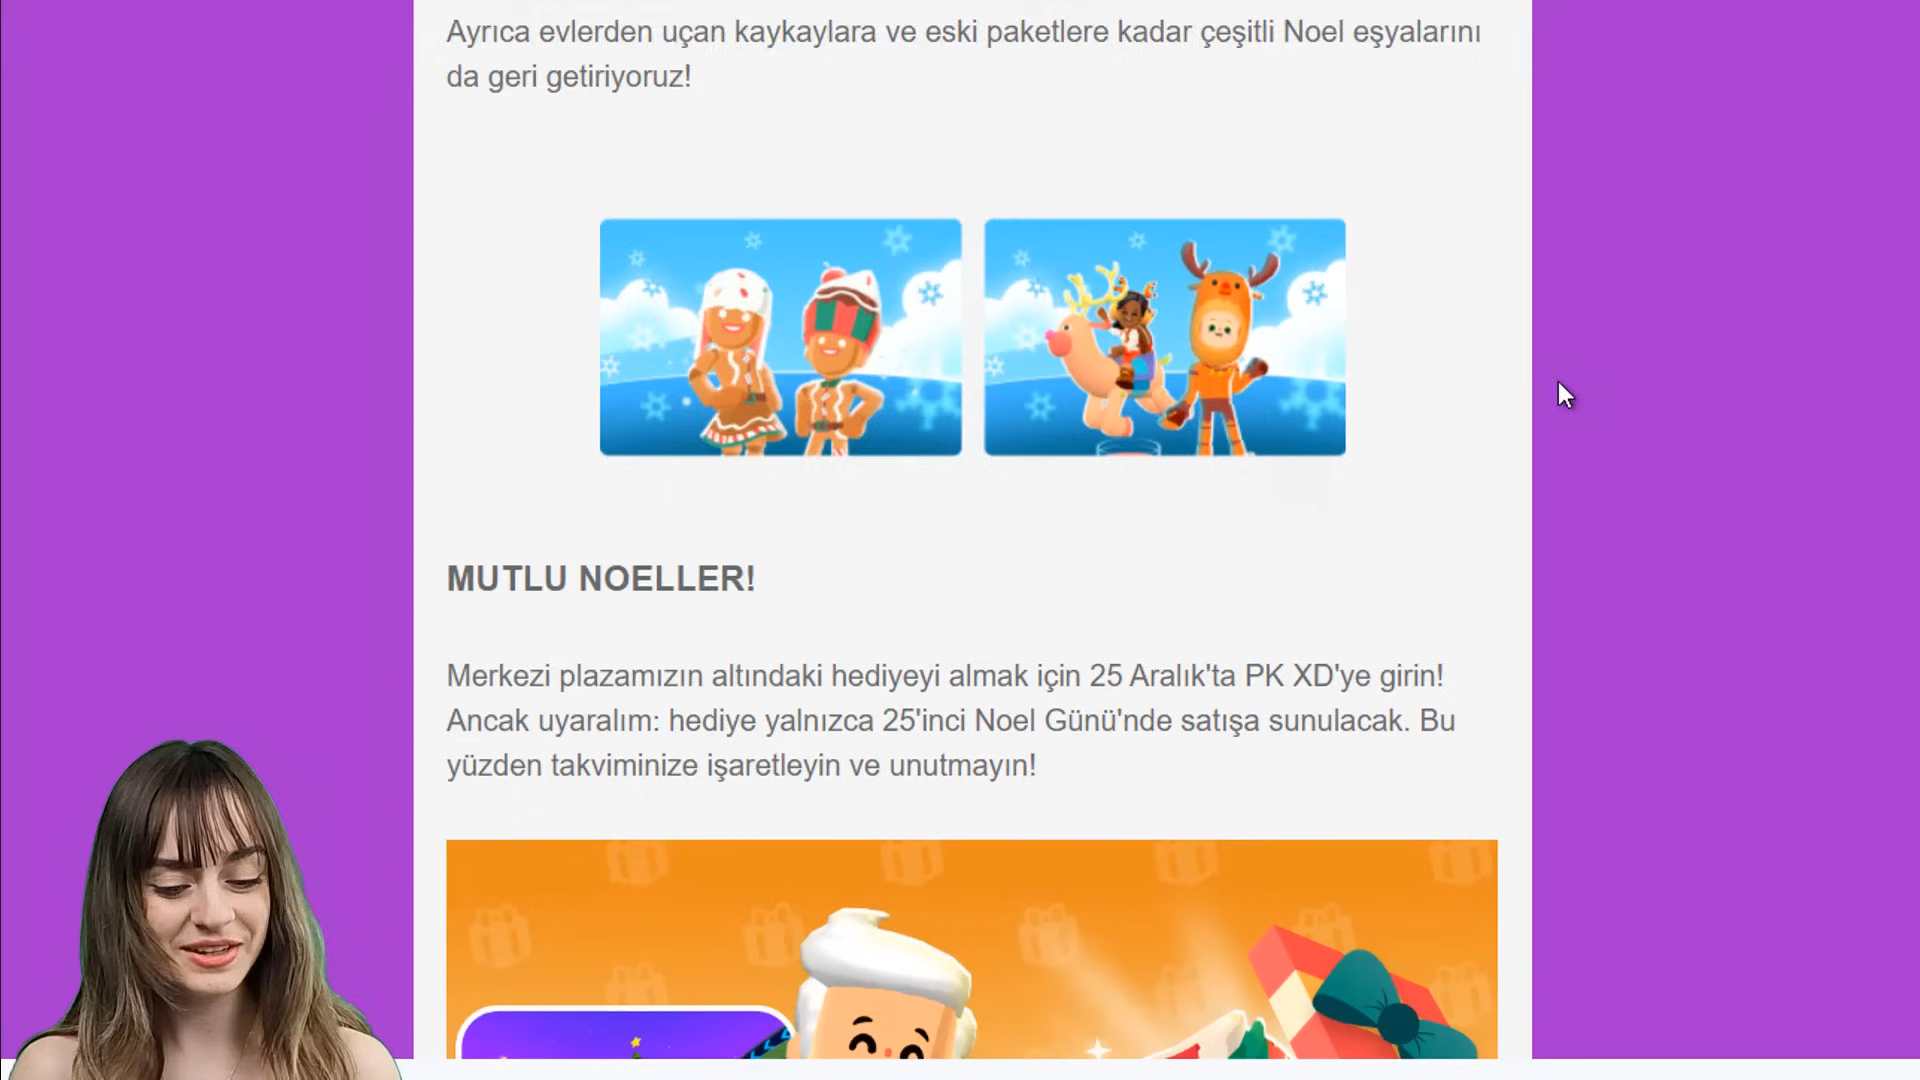 Ayrıca evlerden uçan kaykaylara ve eski paketlere kadar çeşitli Noel eşyalarını
da geri getiriyoruz!
MUTLU NOELLER!
Merkezi plazamızın altındaki hediyeyi almak için 25 Aralık'ta PK XD'ye girin!
Ancak uyaralım: hediye yalnızca 25'inci Noel Günü'nde satışa sunulacak. Bu
yüzden takviminize işaretleyin ve unutmayın!